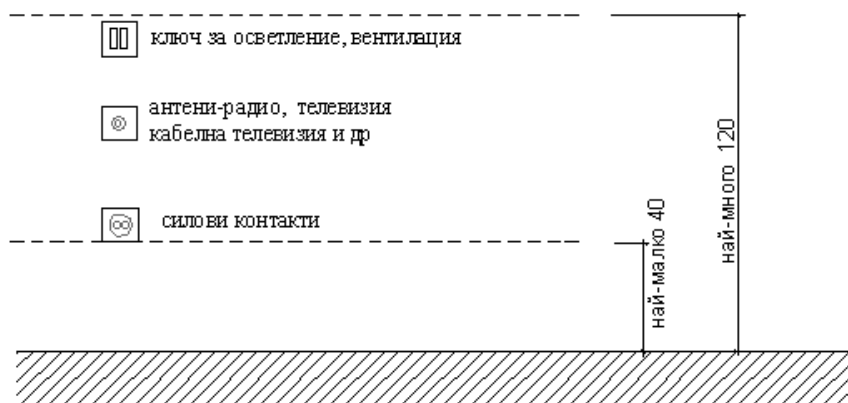 ключ за осветление, вентилация
антени-радио, телевизия
кабелна телевизия и др
силови контакти
най-малко 40
най-много 120